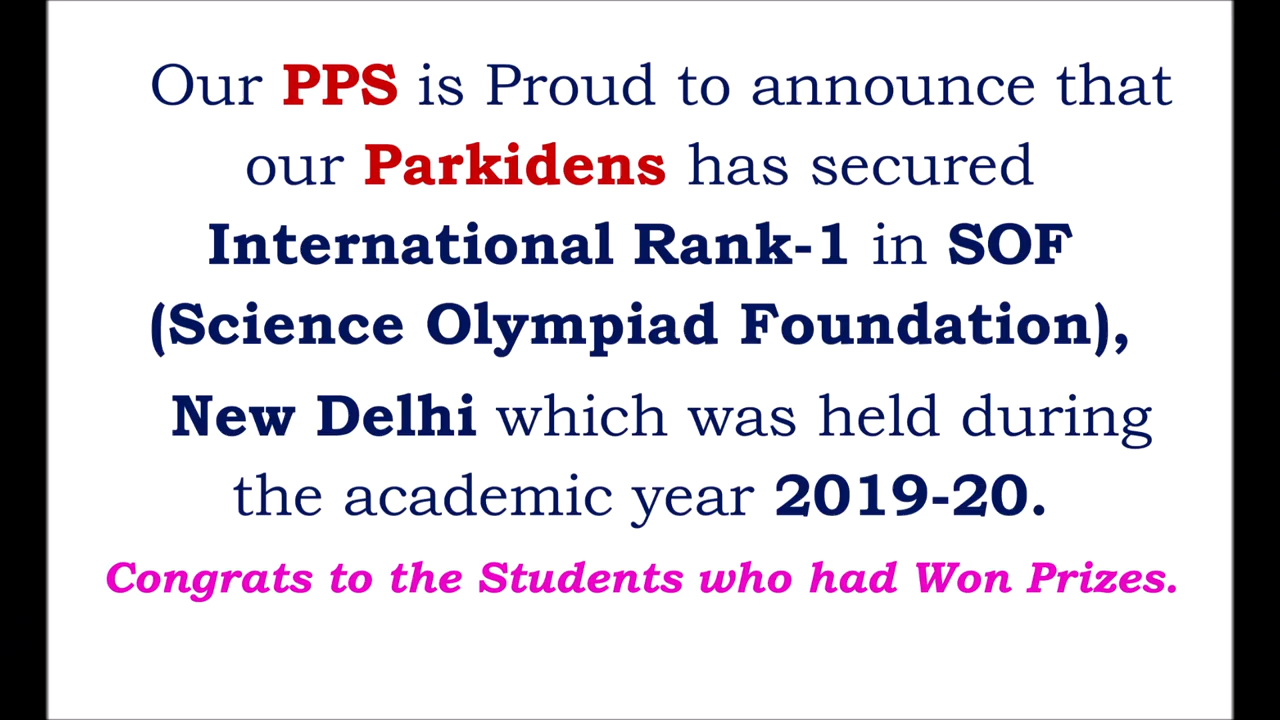 Our PPS is Proud to announce that
our Parkidens has secured
International Rank-1 in SOF
(Science Olympiad Foundation),
New Delhi which was held during
the academic year 2019-20.
Congrats to the Students who had Won Prizes.